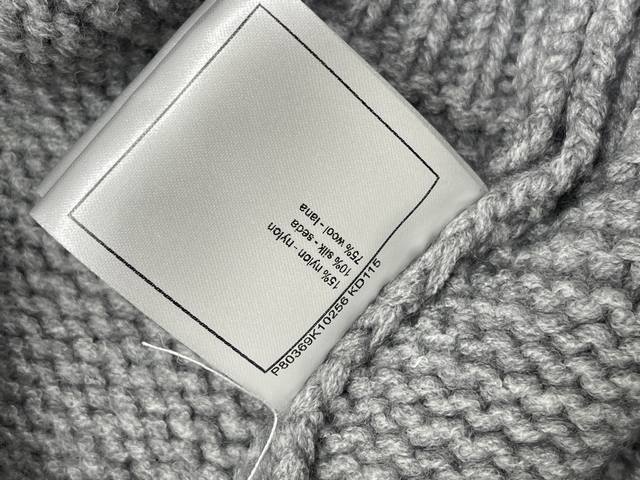 75% wool - lana
10% silk - seda
15% nylon - nylon
P80369K10256 KD115